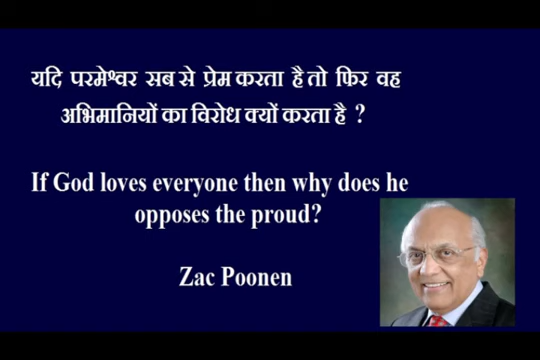 यदि परमेश्वर सब से प्रेम करता है तो फिर वह
अभिमानियों का विरोध क्यों करता है ?
If God loves everyone then why does he
opposes the proud?
Zac Poonen